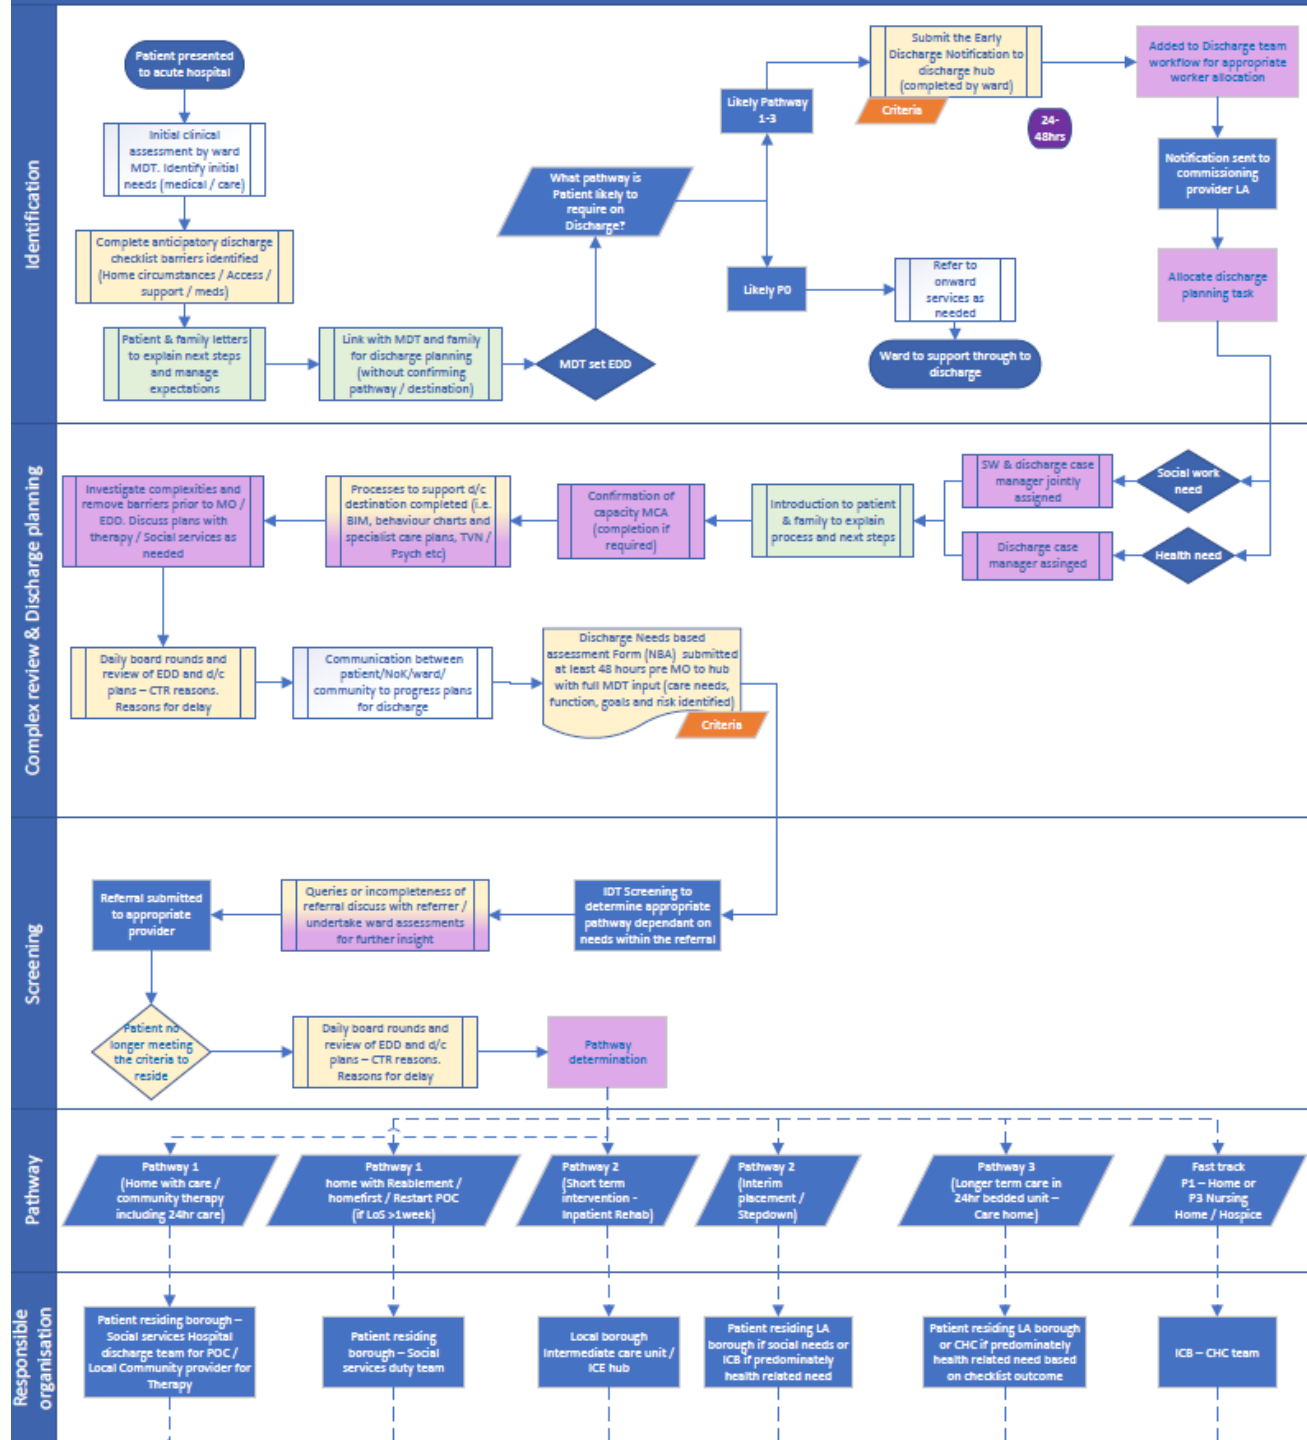 Identification
Patient presented
to acute hospital
Initial clinical
assessment by ward
MDT. Identify initial
needs (medical / care)
Complete anticipatory discharge
checklist barriers identified
(Home circumstances / Access /
support / meds)
Patient & family letters
to explain next steps
and manage
expectations
Link with MDT and family
for discharge planning
(without confirming
pathway / destination)
MDT set EDD
What pathway is
Patient likely to
require on
Discharge?
Likely Pathway
1-3
Likely P0
Submit the Early
Discharge Notification to
discharge hub
(completed by ward)
Criteria
24-
48hrs
Refer to
onward
services as
needed
Ward to support through to
discharge
Added to Discharge team
workflow for appropriate
worker allocation
Notification sent to
commissioning
provider LA
Allocate discharge
planning task
Complex review & Discharge planning
Social work
need
Health need
SW & discharge case
manager jointly
assigned
Discharge case
manager assinged
Introduction to patient
& family to explain
process and next steps
Confirmation of
capacity MCA
(completion if
required)
Processes to support d/c
destination completed (i.e.
BIM, behaviour charts and
specialist care plans, TVN /
Psych etc)
Investigate complexities and
remove barriers prior to MO /
EDD. Discuss plans with
therapy / Social services as
needed
Daily board rounds and
review of EDD and d/c
plans – CTR reasons.
Reasons for delay
Communication between
patient/NoK/ward/
community to progress plans
for discharge
Discharge Needs based
assessment Form (NBA) submitted
at least 48 hours pre MO to hub
with full MDT input (care needs,
function, goals and risk identified)
Criteria
Screening
IDT Screening to
determine appropriate
pathway dependant on
needs within the referral
Queries or incompleteness of
referral discuss with referrer /
undertake ward assessments
for further insight
Referral submitted
to appropriate
provider
Patient no
longer meeting
the criteria to
reside
Daily board rounds and
review of EDD and d/c
plans – CTR reasons.
Reasons for delay
Pathway
determination
Pathway
Pathway 1
(Home with care /
community therapy
including 24hr care)
Pathway 1
home with Reablement /
homefirst / Restart POC
(if LoS >1week)
Pathway 2
(Short term
intervention -
Inpatient Rehab)
Pathway 2
(Interim
placement /
Stepdown)
Pathway 3
(Longer term care in
24hr bedded unit –
Care home)
Fast track
P1 – Home or
P3 Nursing
Home / Hospice
Responsible
organisation
Patient residing borough –
Social services Hospital
discharge team for POC /
Local Community provider for
Therapy
Patient residing
borough – Social
services duty team
Local borough
Intermediate care unit /
ICE hub
Patient residing LA
borough if social needs or
ICB if predominately
health related need
Patient residing LA borough
or CHC if predominately
health related need based
on checklist outcome
ICB – CHC team